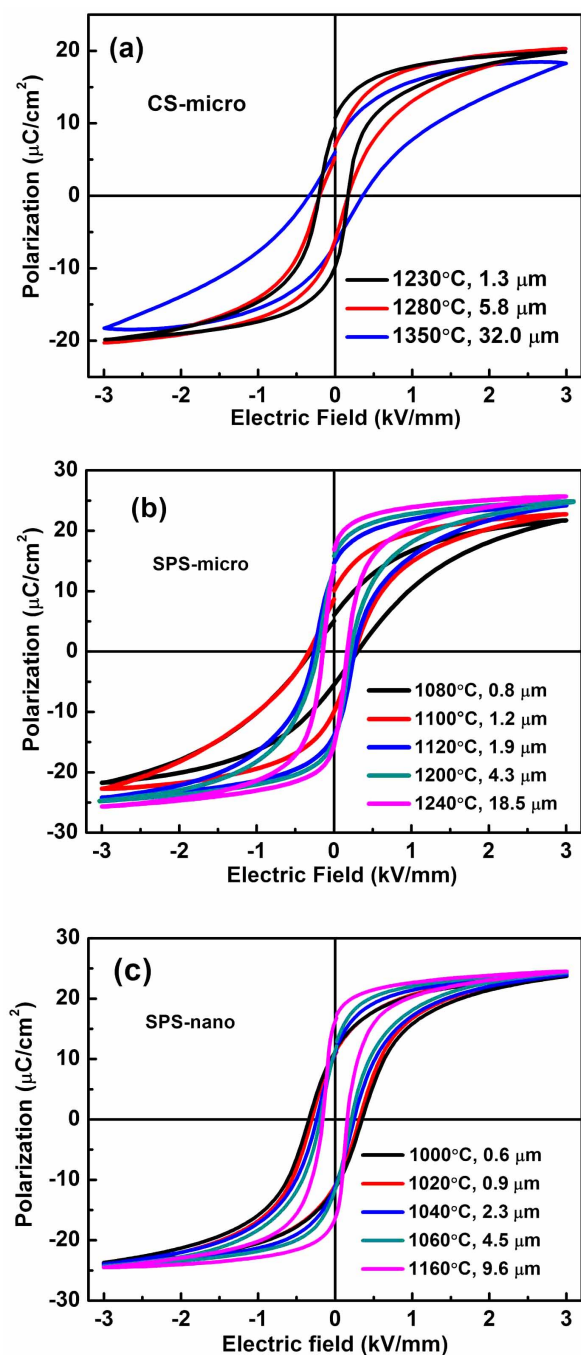 (a)
CS-micro
20
10
0
-10
-20
Polarization (μC/cm²)
1230°C, 1.3 μm
1280°C, 5.8 μm
1350°C, 32.0 μm
-3 -2 -1 0 1 2 3
Electric Field (kV/mm)
(b)
SPS-micro
30
20
10
0
-10
-20
-30
Polarization (μC/cm²)
1080°C, 0.8 μm
1100°C, 1.2 μm
1120°C, 1.9 μm
1200°C, 4.3 μm
1240°C, 18.5 μm
-3 -2 -1 0 1 2 3
Electric Field (kV/mm)
(c)
SPS-nano
30
20
10
0
-10
-20
-30
Polarization (μC/cm²)
1000°C, 0.6 μm
1020°C, 0.9 μm
1040°C, 2.3 μm
1060°C, 4.5 μm
1160°C, 9.6 μm
-3 -2 -1 0 1 2 3
Electric field (kV/mm)